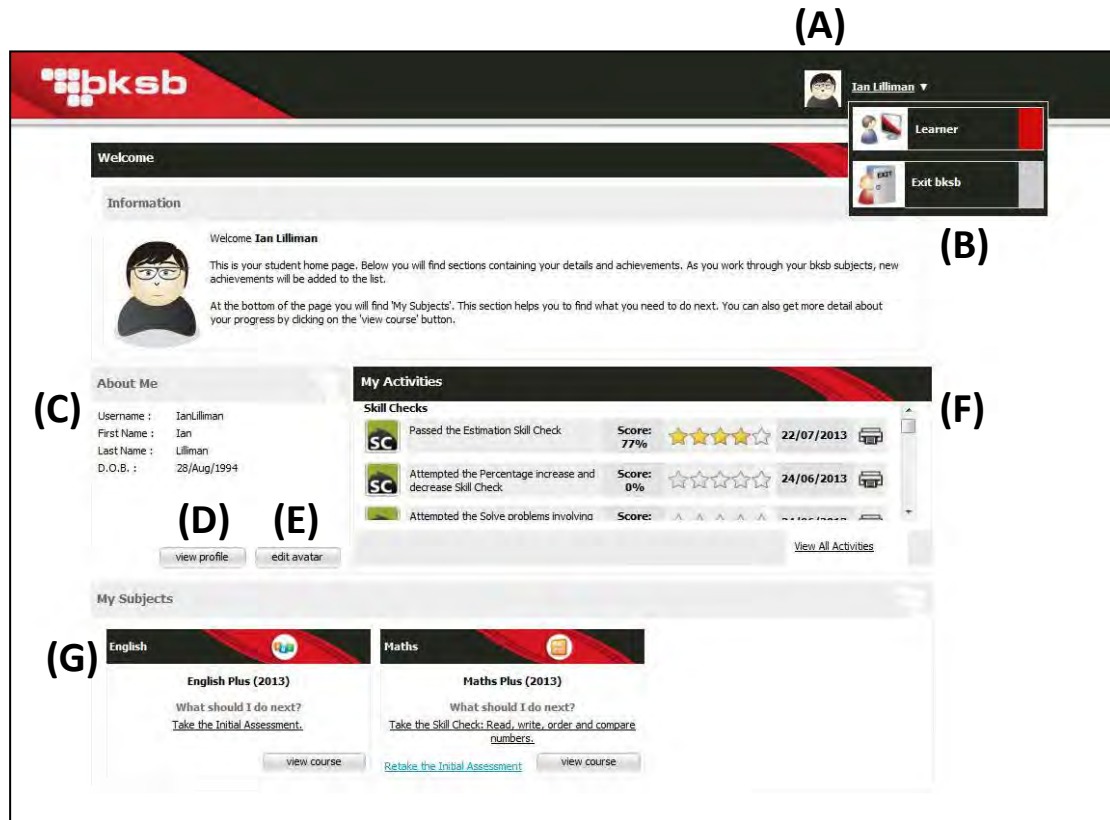 (A)
bksb
Ian Lilliman ▼
Learner
EXIT
Exit bksb
(B)
Welcome
Information
Welcome Ian Lilliman
This is your student home page. Below you will find sections containing your details and achievements. As you work through your bksb subjects, new
achievements will be added to the list.
At the bottom of the page you will find 'My Subjects'. This section helps you to find what you need to do next. You can also get more detail about
your progress by clicking on the 'view course' button.
(C)
About Me
Username : IanLilliman
First Name : Ian
Last Name : Lilliman
D.O.B. : 28/Aug/1994
(D)
(E)
view profile
edit avatar
My Activities
(F)
Skill Checks
SC
Passed the Estimation Skill Check
Score:
77%
22/07/2013
SC
Attempted the Percentage increase and
decrease Skill Check
Score:
0%
24/06/2013
Attempted the Solve problems involving
Score:
24/06/2013
View All Activities
My Subjects
(G)
English
English Plus (2013)
What should I do next?
Take the Initial Assessment.
view course
Maths
Maths Plus (2013)
What should I do next?
Take the Skill Check: Read, write, order and compare
numbers.
Retake the Initial Assessment
view course